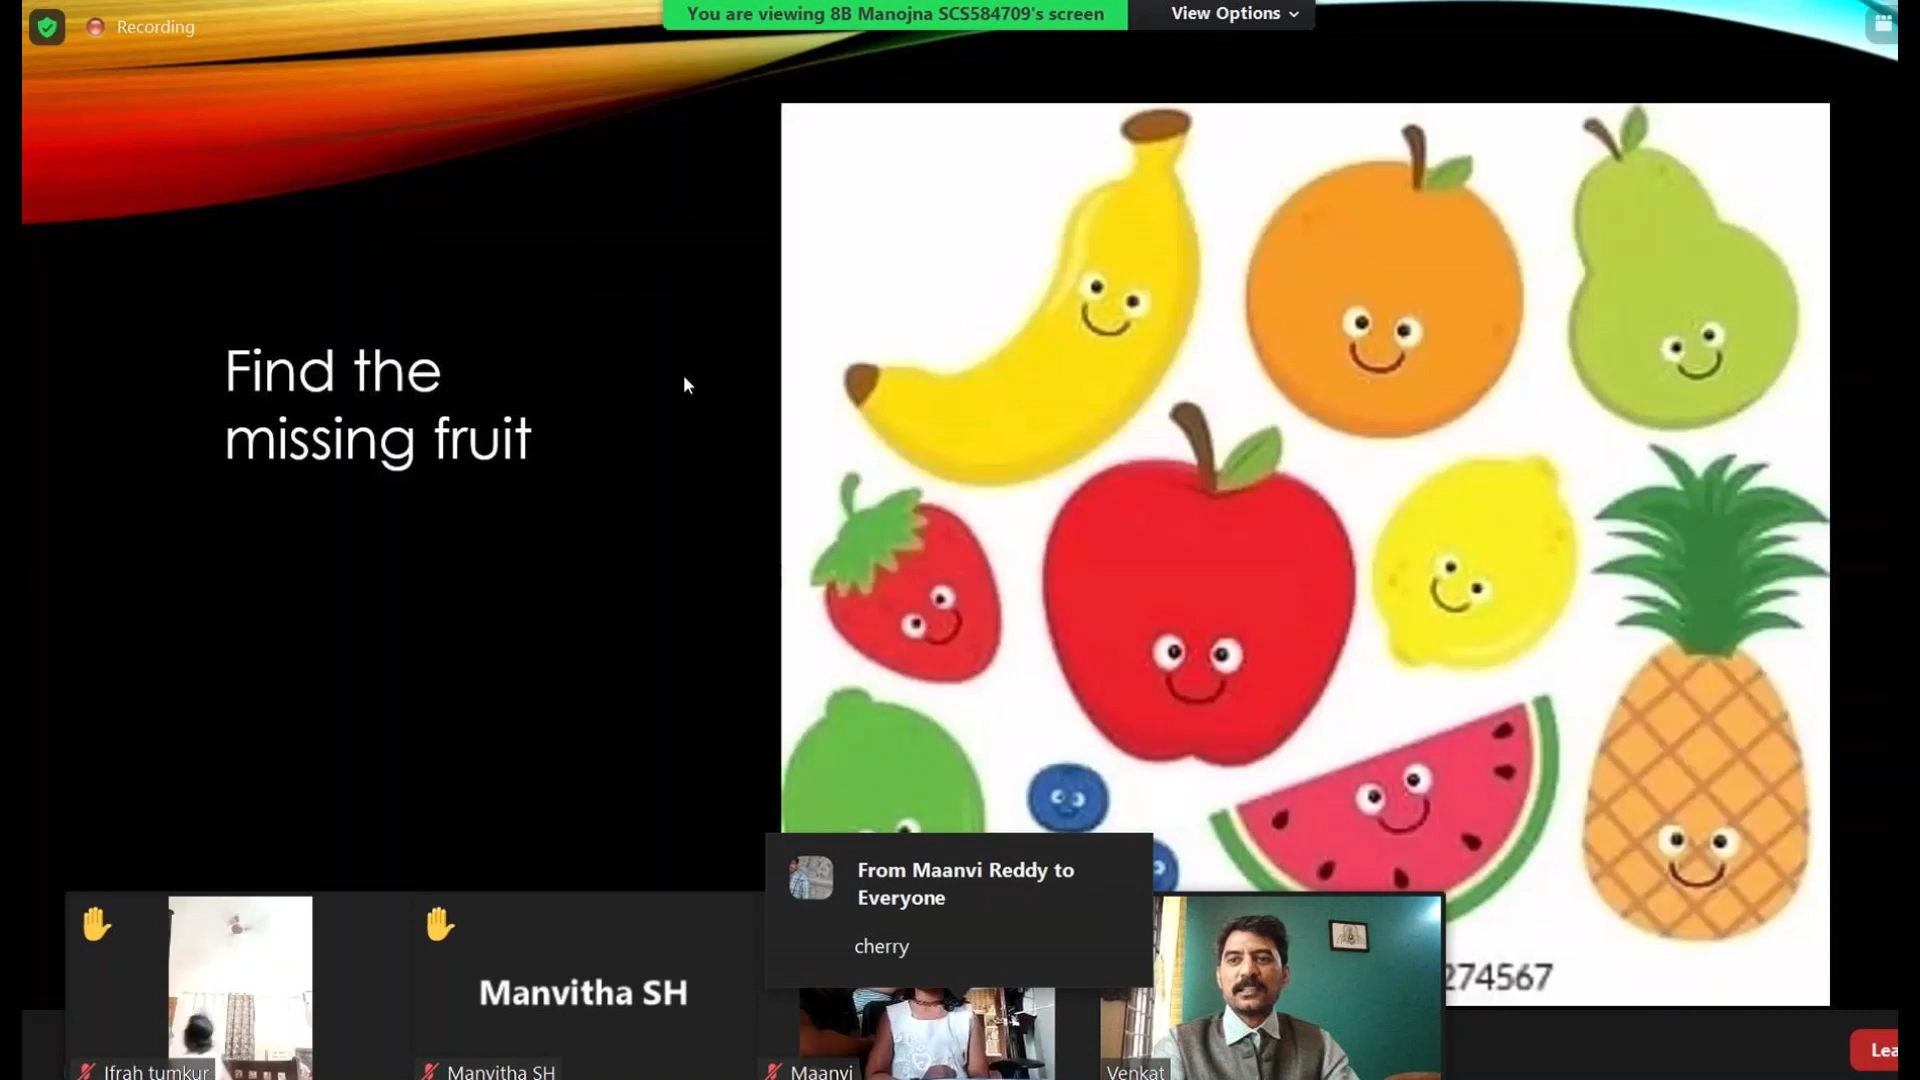 Recording
You are viewing 8B Manojna SCS584709's screen
View Options
Find the
missing fruit
From Maanvi Reddy to
Everyone
cherry
Manvitha SH
274567
Ifrah tumkur
Manvitha SH
Maanvi
Venkat